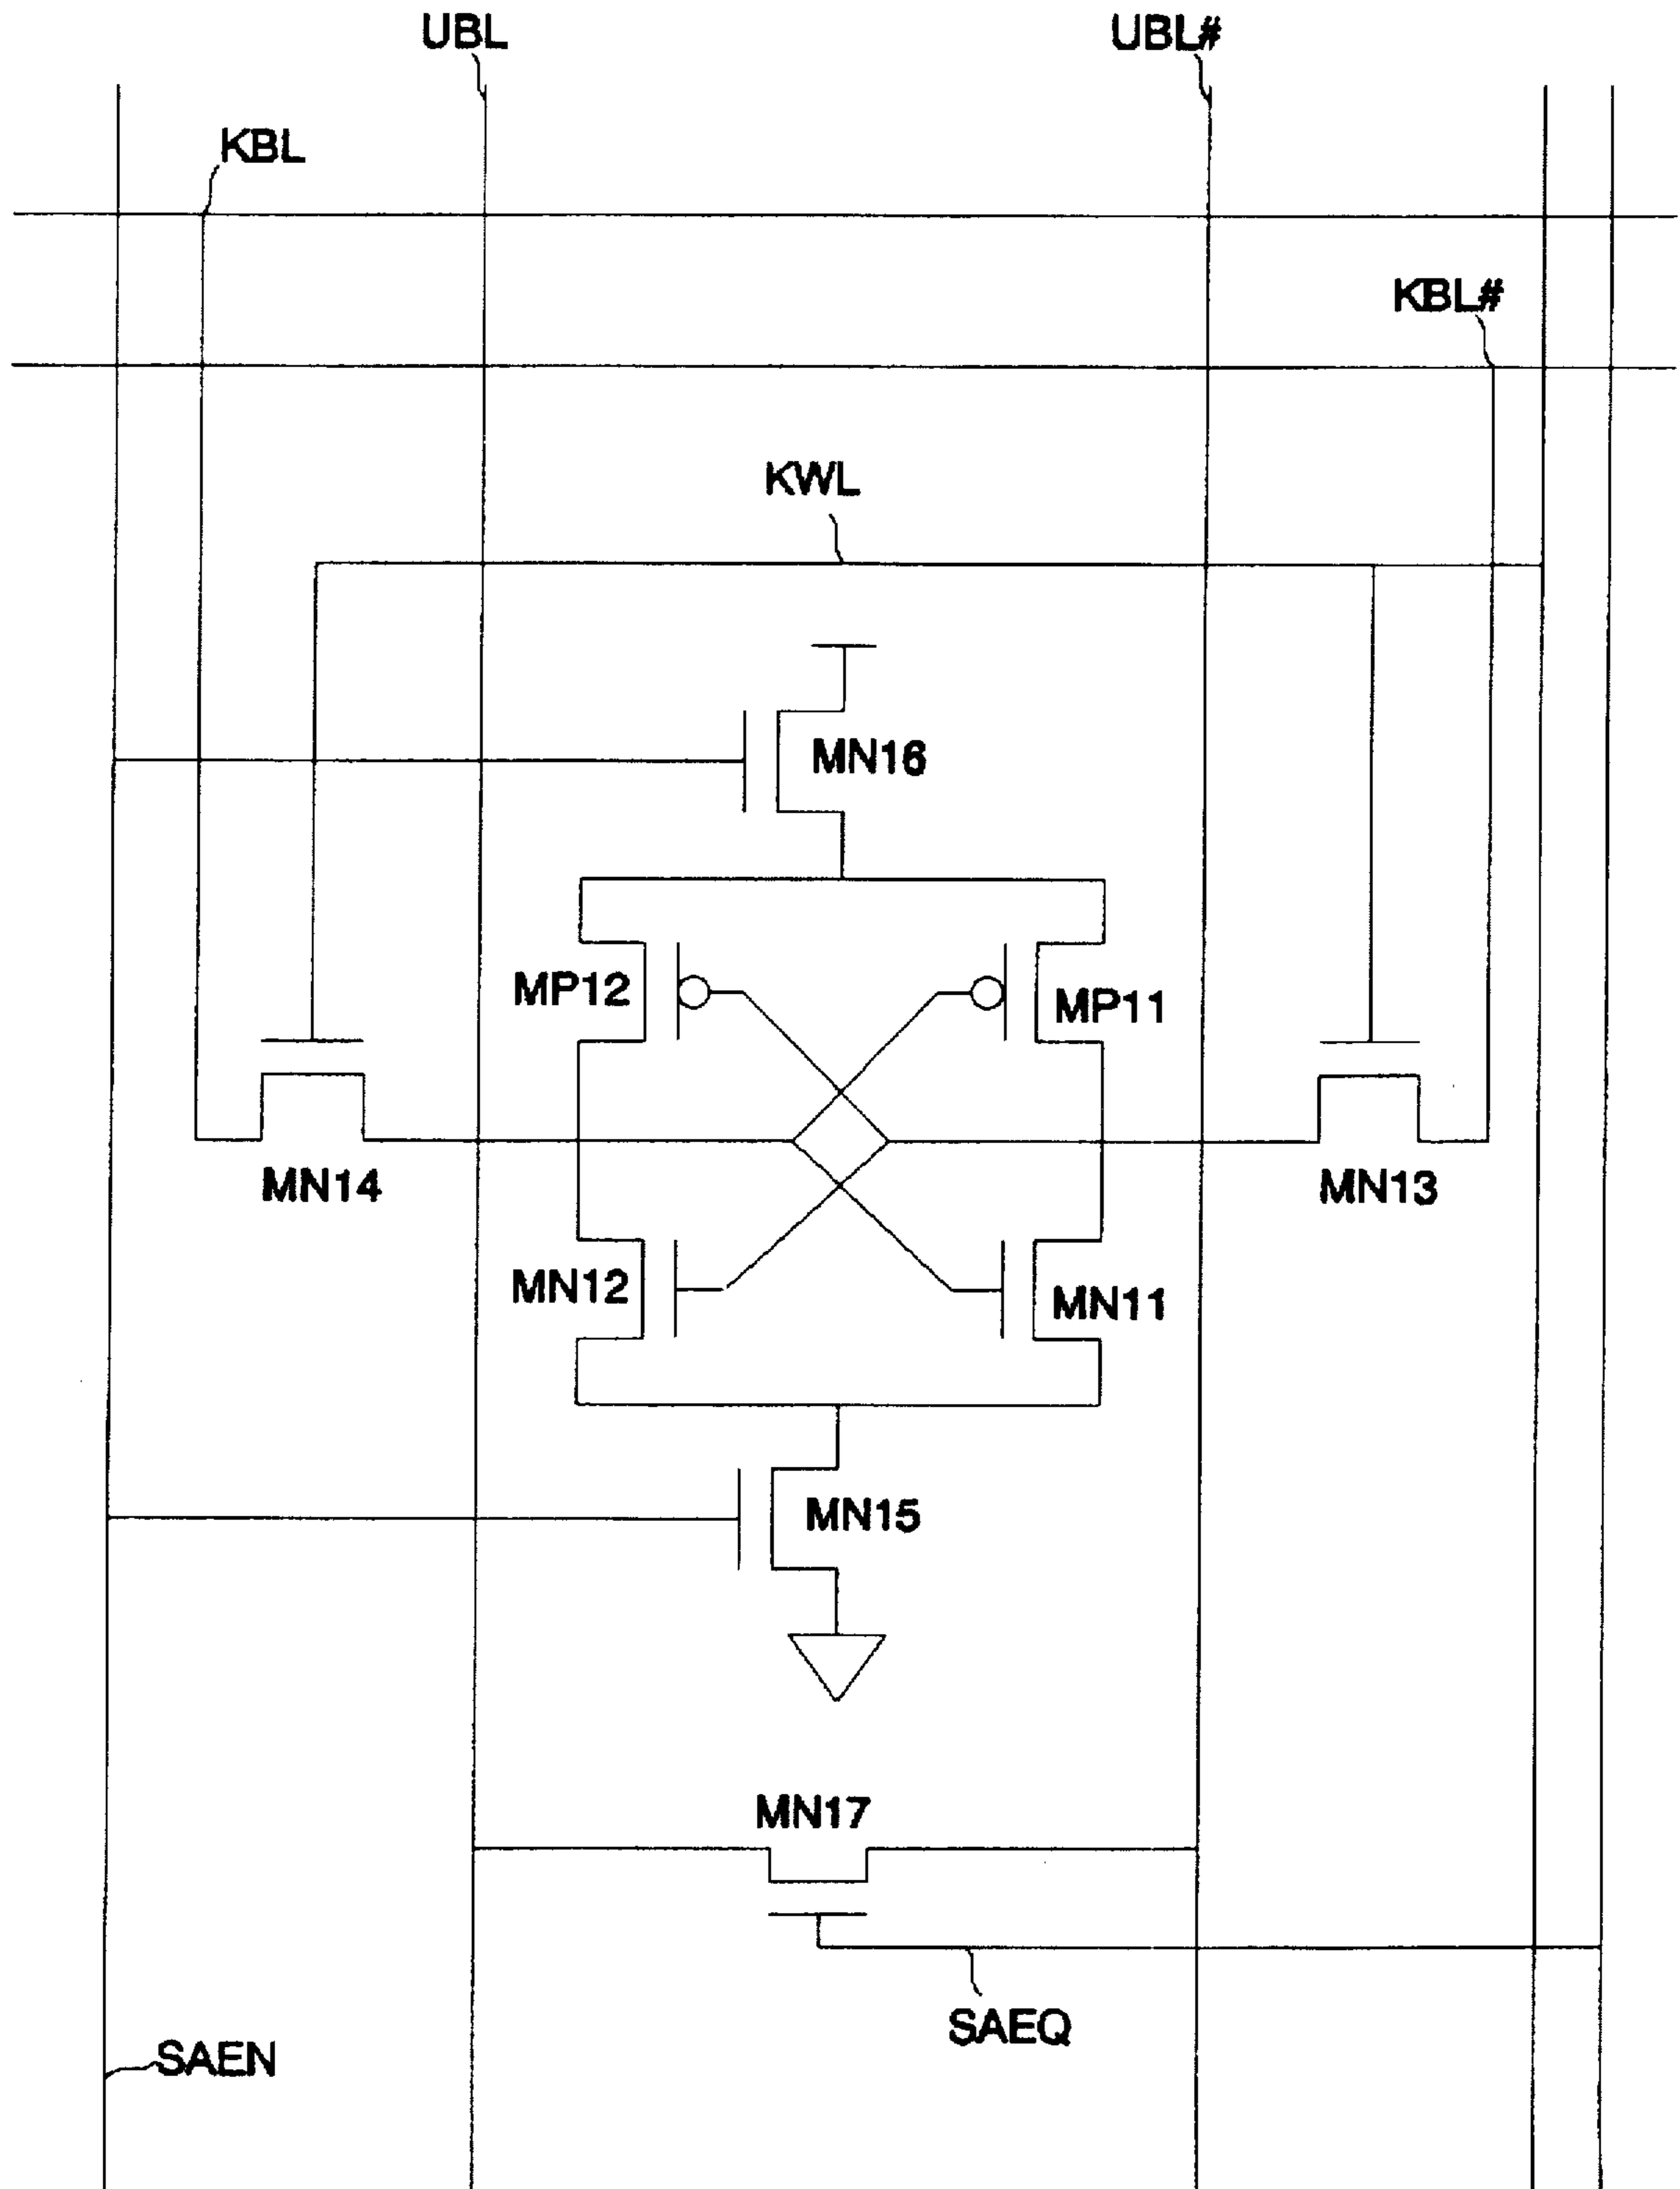 UBL
UBL#
KBL
KBL#
KWL
MN16
MP12
MP11
MN14
MN13
MN12
MN11
MN15
MN17
SAEQ
SAEN